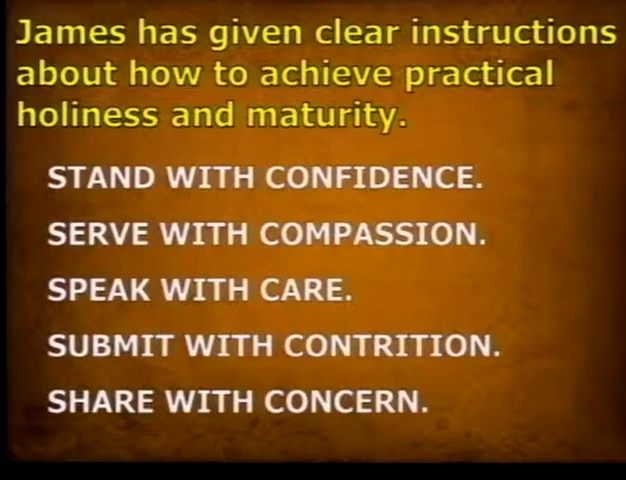 James has given clear instructions
about how to achieve practical
holiness and maturity.
STAND WITH CONFIDENCE.
SERVE WITH COMPASSION.
SPEAK WITH CARE.
SUBMIT WITH CONTRITION.
SHARE WITH CONCERN.